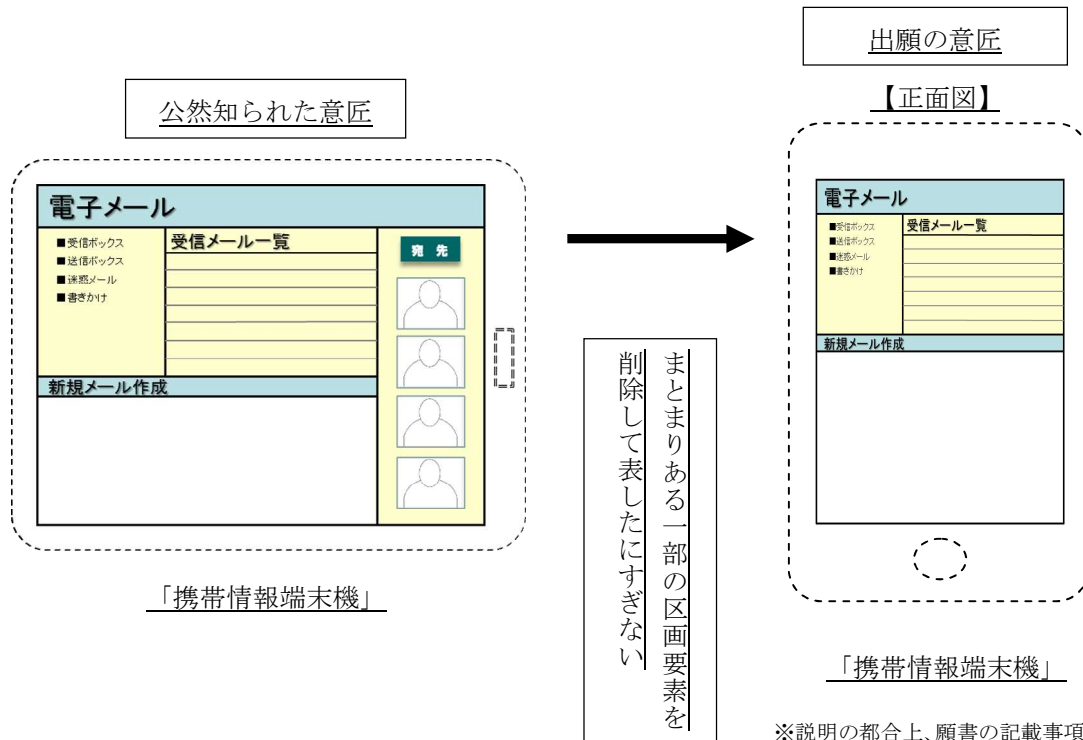 公然知られた意匠
電子メール
■受信ボックス
■送信ボックス
■迷惑メール
■書きかけ
受信メール一覧
宛 先
新規メール作成
「携帯情報端末機」
まとまりある一部の区画要素を
削除して表したにすぎない
出願の意匠
【正面図】
電子メール
■受信ボックス
■送信ボックス
■迷惑メール
■書きかけ
受信メール一覧
新規メール作成
「携帯情報端末機」
※説明の都合上、願書の記載事項